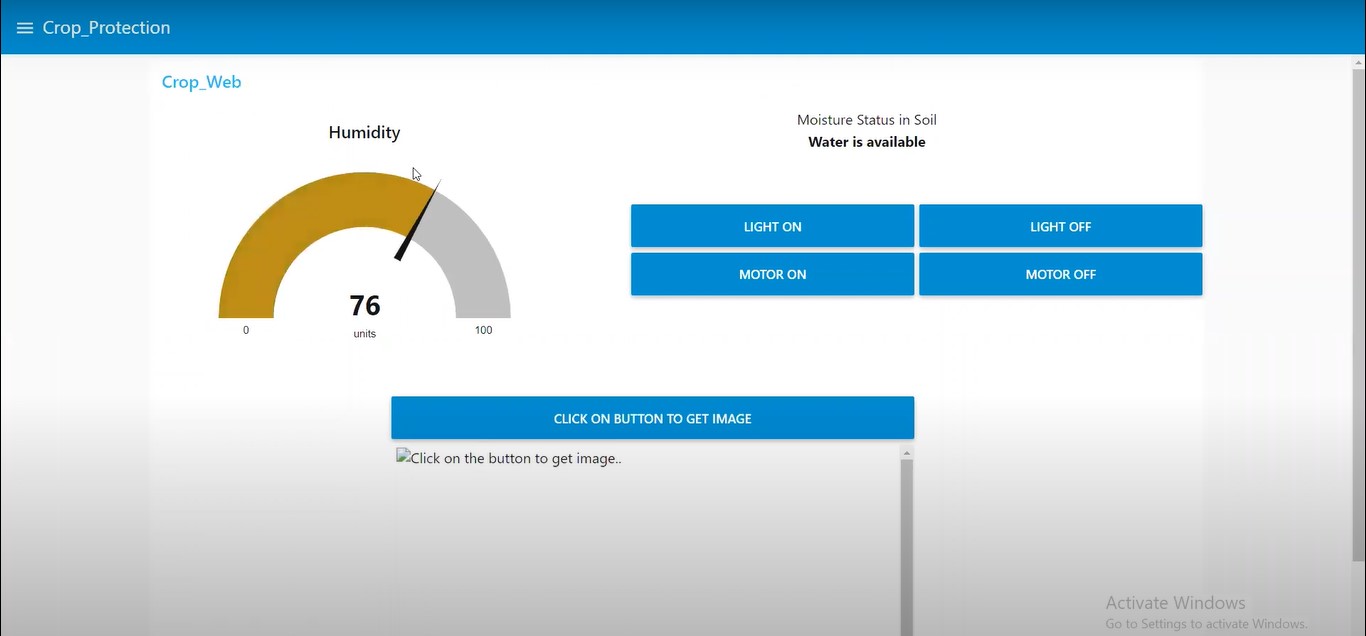 Crop_Protection
Crop_Web
Humidity
76
units
0
100
Moisture Status in Soil
Water is available
LIGHT ON
LIGHT OFF
MOTOR ON
MOTOR OFF
CLICK ON BUTTON TO GET IMAGE
Click on the button to get image..
Activate Windows
Go to Settings to activate Windows.